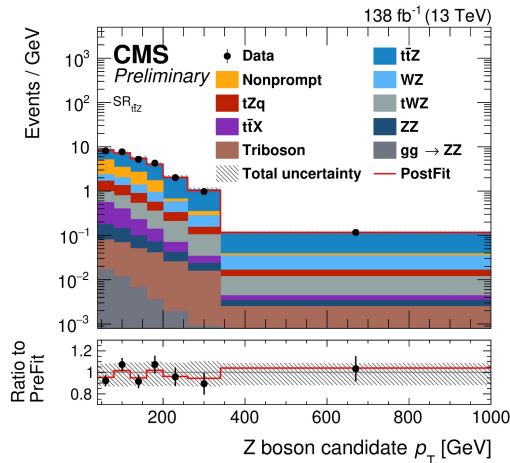 138 fb⁻¹ (13 TeV)
Events / GeV
CMS
Preliminary
SR_tt̄Z
Data
Nonprompt
tZq
tt̄X
Triboson
Total uncertainty
tt̄Z
WZ
tWZ
ZZ
gg → ZZ
PostFit
10³
10²
10
1
10⁻¹
10⁻²
10⁻³
Ratio to
PreFit
1.2
1.0
0.8
200 400 600 800 1000
Z boson candidate p_T [GeV]